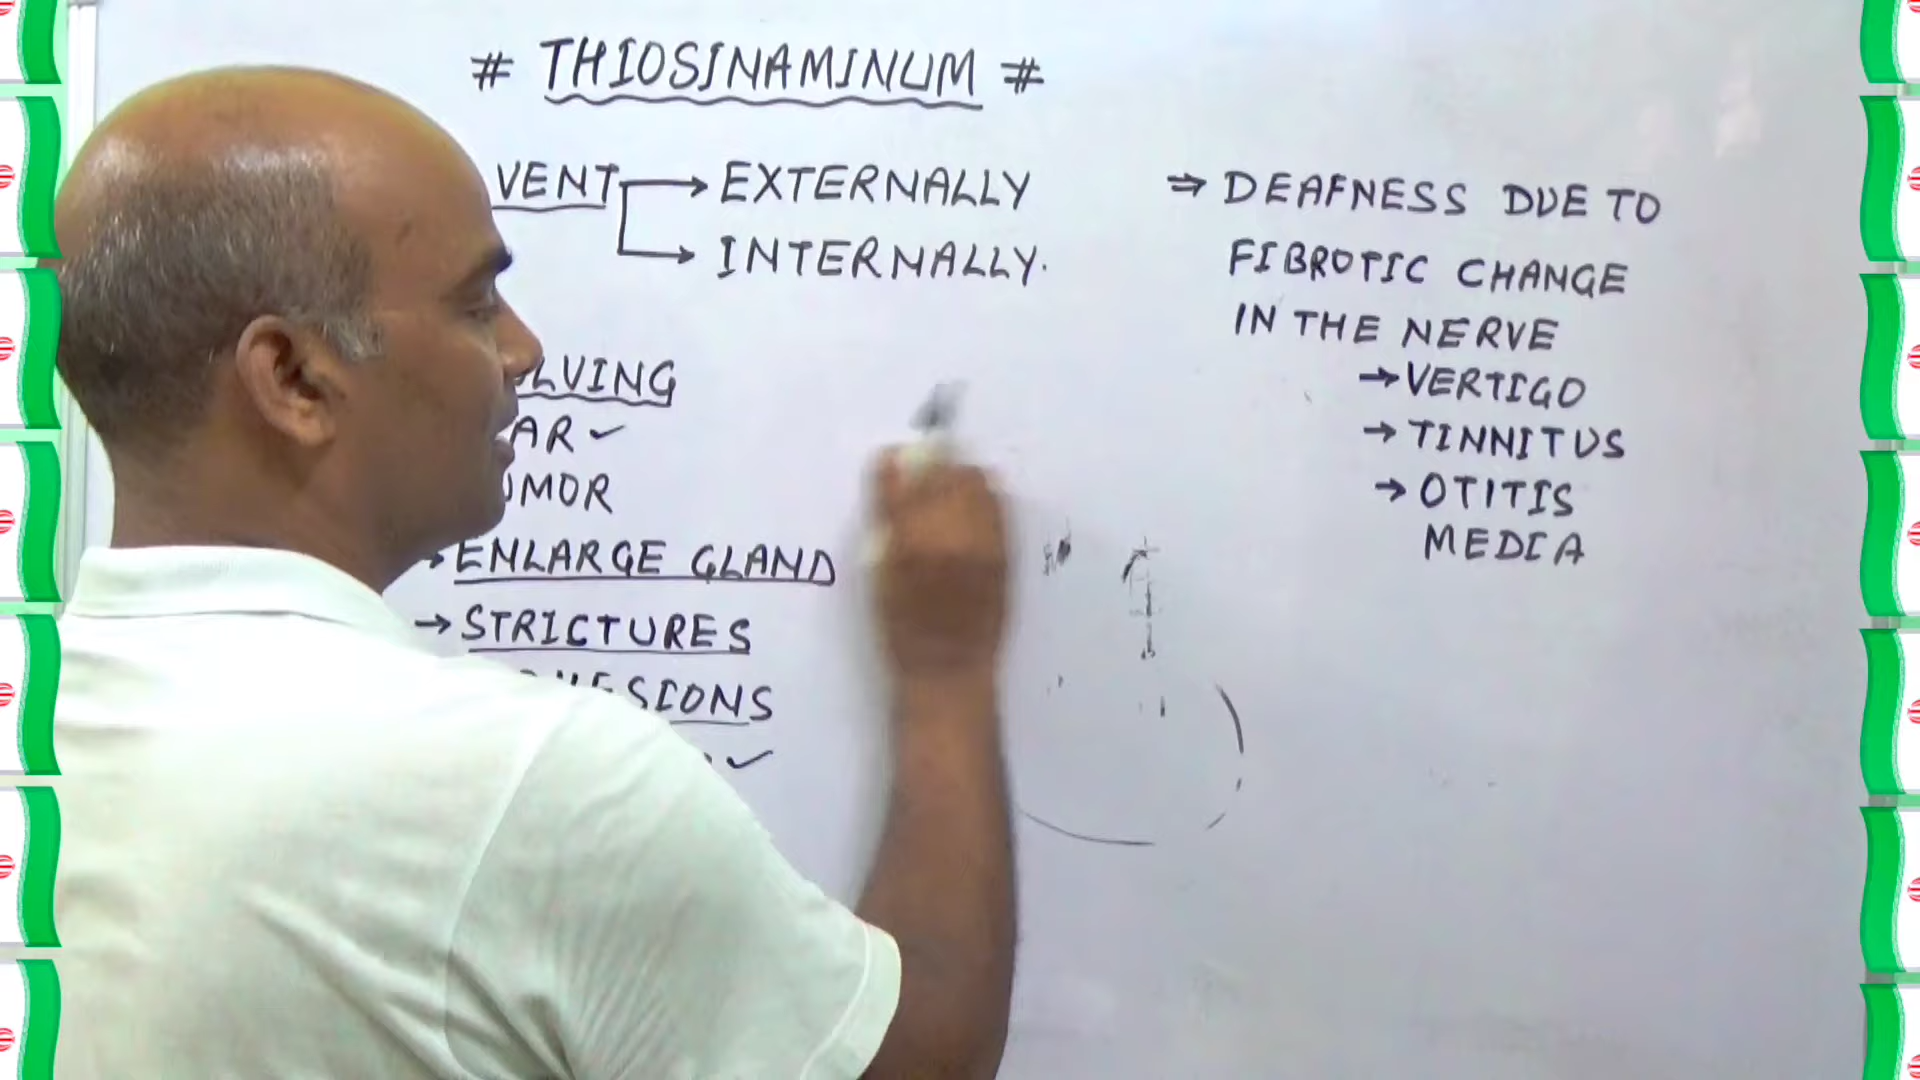 # THIOSINAMINUM #
VENT → EXTERNALLY
→ INTERNALLY.
LVING
AR ✓
UMOR
→ ENLARGE GLAND
→ STRICTURES
SIONS
✓
⇒ DEAFNESS DUE TO
FIBROTIC CHANGE
IN THE NERVE
→ VERTIGO
→ TINNITUS
→ OTITIS
MEDIA